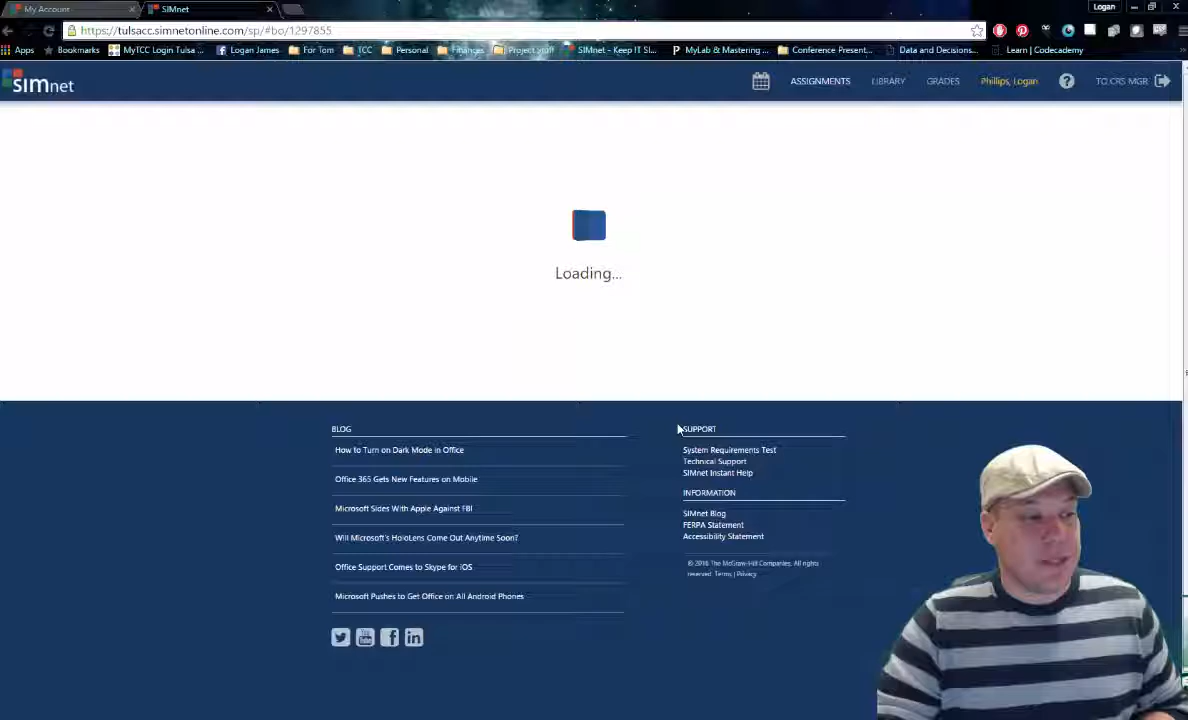 My Account
SIMnet
Logan
https://tulsacc.simnetonline.com/sp/#bo/1297855
Apps
Bookmarks
MyTCC Login Tulsa ...
Logan James
For Tom
TCC
Personal
Finances
Project Stuff
SIMnet - Keep IT SI...
MyLab & Mastering ...
Conference Present...
Data and Decisions...
Learn | Codecademy
SIMnet
ASSIGNMENTS
LIBRARY
GRADES
Phillips, Logan
?
TO CRS MGR
Loading...
BLOG
How to Turn on Dark Mode in Office
Office 365 Gets New Features on Mobile
Microsoft Sides With Apple Against FBI
Will Microsoft's HoloLens Come Out Anytime Soon?
Office Support Comes to Skype for iOS
Microsoft Pushes to Get Office on All Android Phones
SUPPORT
System Requirements Test
Technical Support
SIMnet Instant Help
INFORMATION
SIMnet Blog
FERPA Statement
Accessibility Statement
© 2016 The McGraw-Hill Companies. All rights
reserved. Terms | Privacy